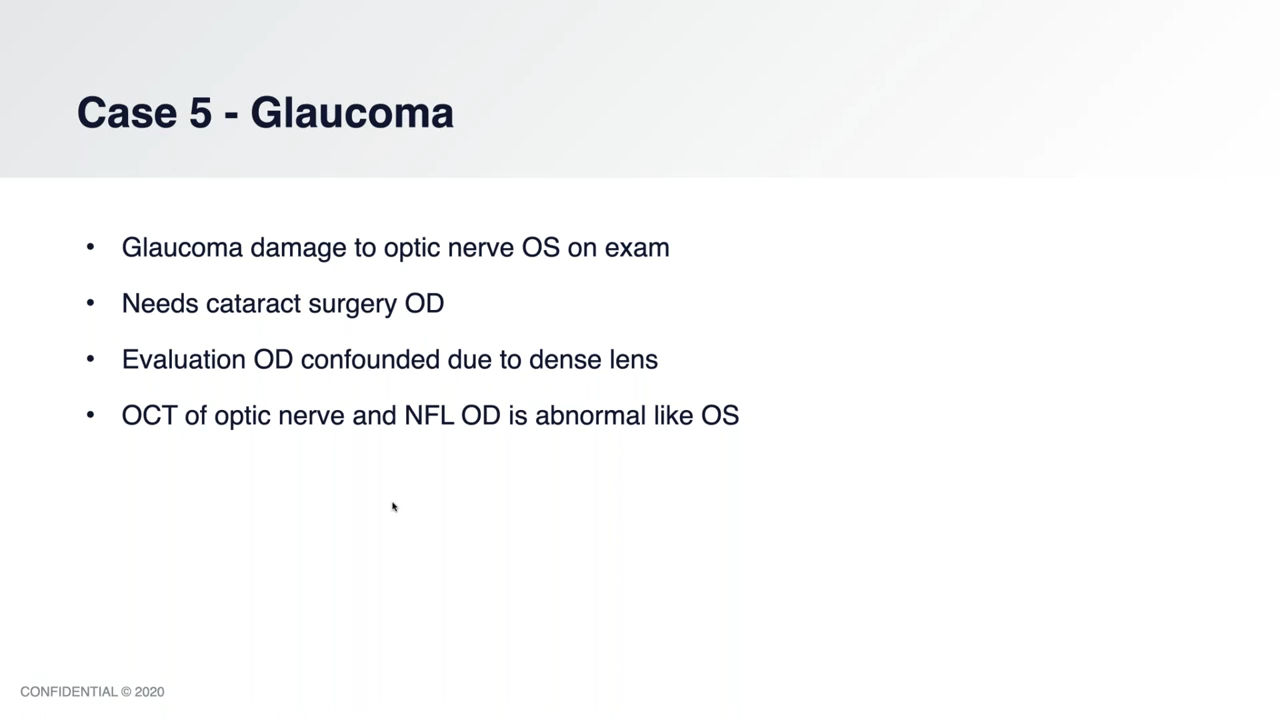 Case 5 - Glaucoma
• Glaucoma damage to optic nerve OS on exam
• Needs cataract surgery OD
• Evaluation OD confounded due to dense lens
• OCT of optic nerve and NFL OD is abnormal like OS
CONFIDENTIAL © 2020